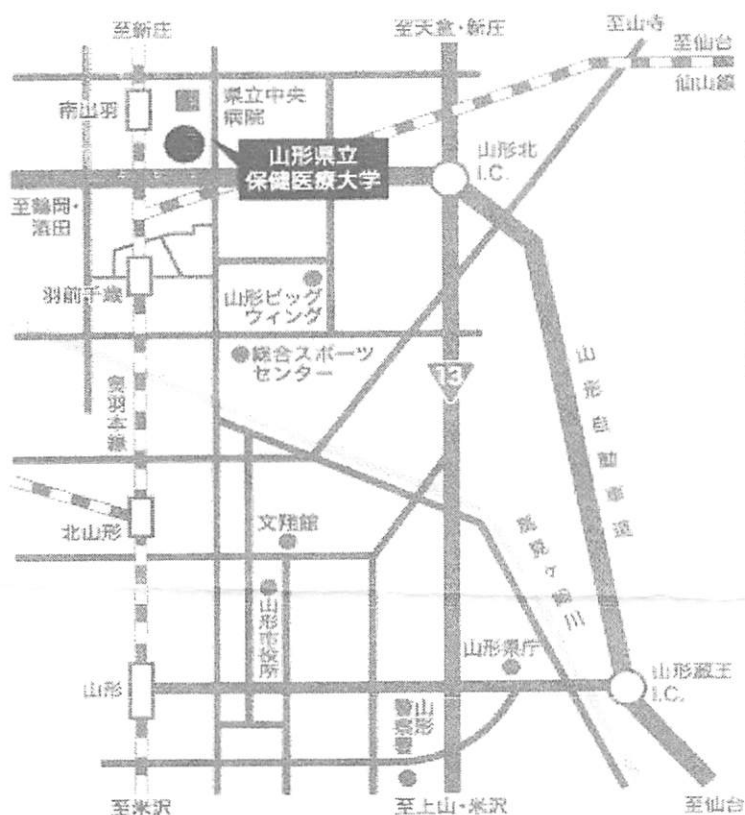 至新庄
至天童・新庄
至山寺
至仙台
仙山線
南出羽
県立中央
病院
山形県立
保健医療大学
山形北
I.C.
至鶴岡・
酒田
羽前千歳
山形ビッグ
ウィング
総合スポーツ
センター
13
奥羽本線
山形自動車道
北山形
文翔館
馬見ヶ崎川
山形市役所
山形県庁
山形
山形蔵王
I.C.
山形
至米沢
至上山・米沢
至仙台